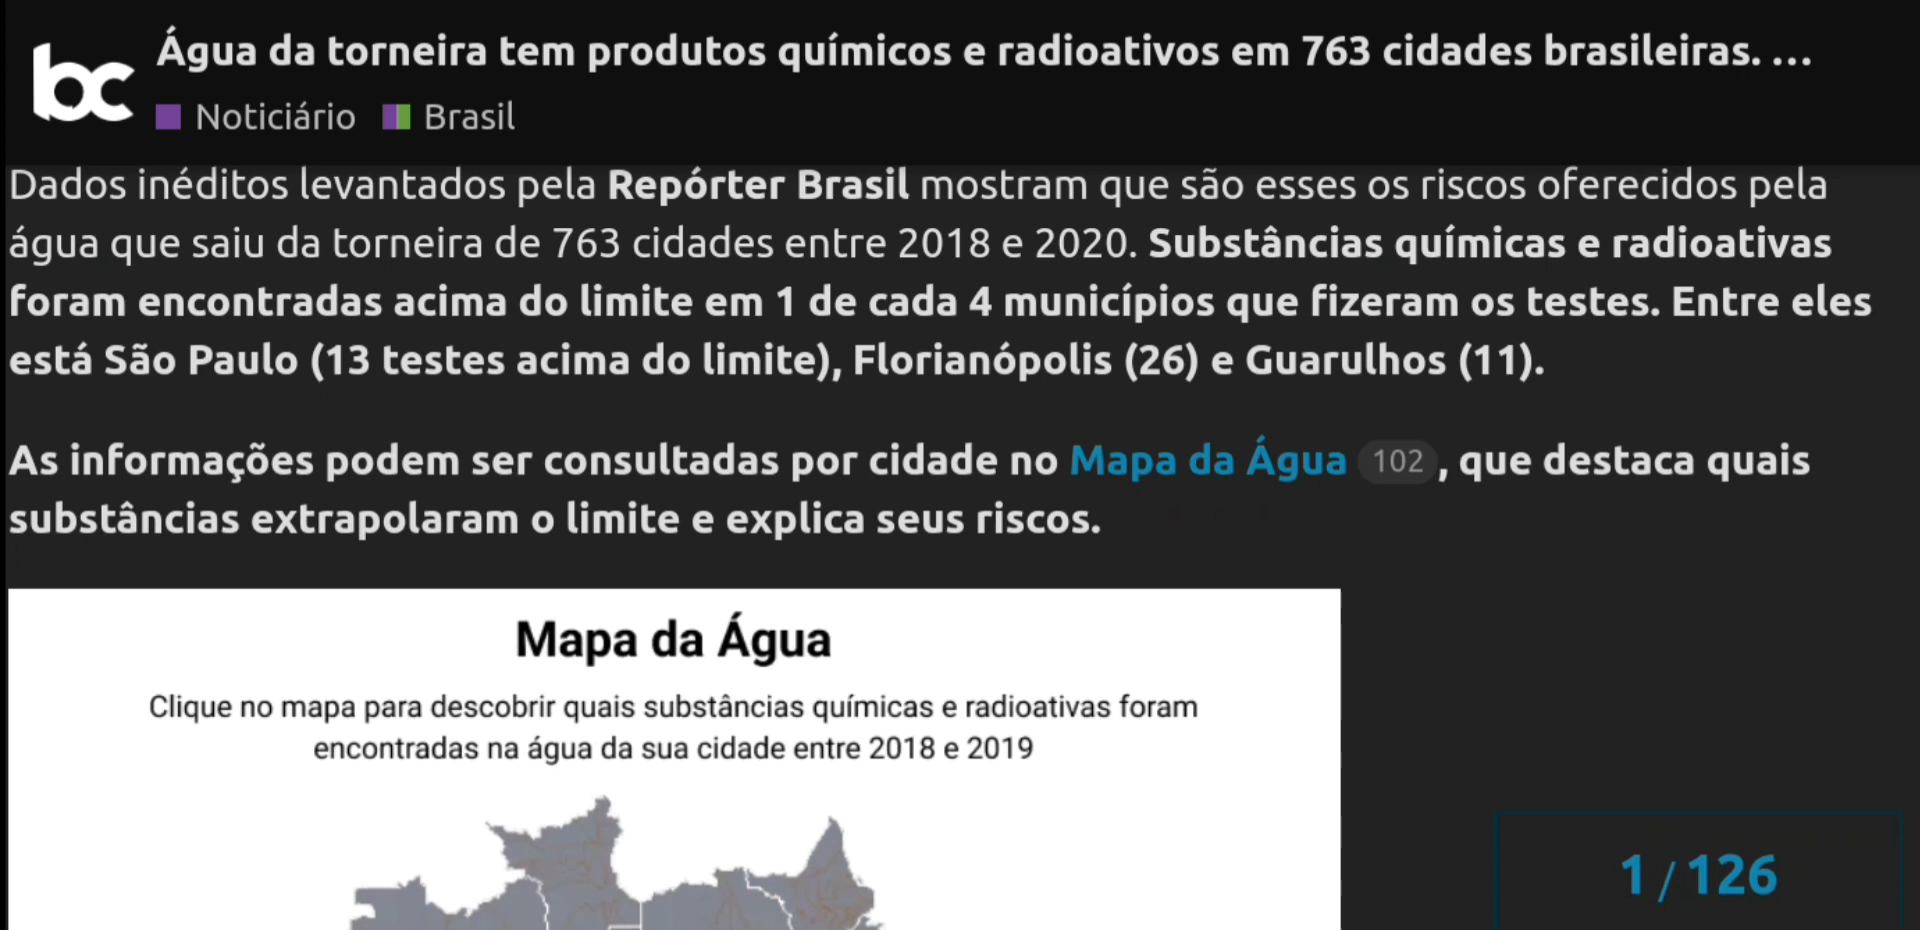 bc
Água da torneira tem produtos químicos e radioativos em 763 cidades brasileiras. ...
Noticiário Brasil
Dados inéditos levantados pela Repórter Brasil mostram que são esses os riscos oferecidos pela
água que saiu da torneira de 763 cidades entre 2018 e 2020. Substâncias químicas e radioativas
foram encontradas acima do limite em 1 de cada 4 municípios que fizeram os testes. Entre eles
está São Paulo (13 testes acima do limite), Florianópolis (26) e Guarulhos (11).
As informações podem ser consultadas por cidade no Mapa da Água 102, que destaca quais
substâncias extrapolaram o limite e explica seus riscos.
Mapa da Água
Clique no mapa para descobrir quais substâncias químicas e radioativas foram
encontradas na água da sua cidade entre 2018 e 2019
1 / 126